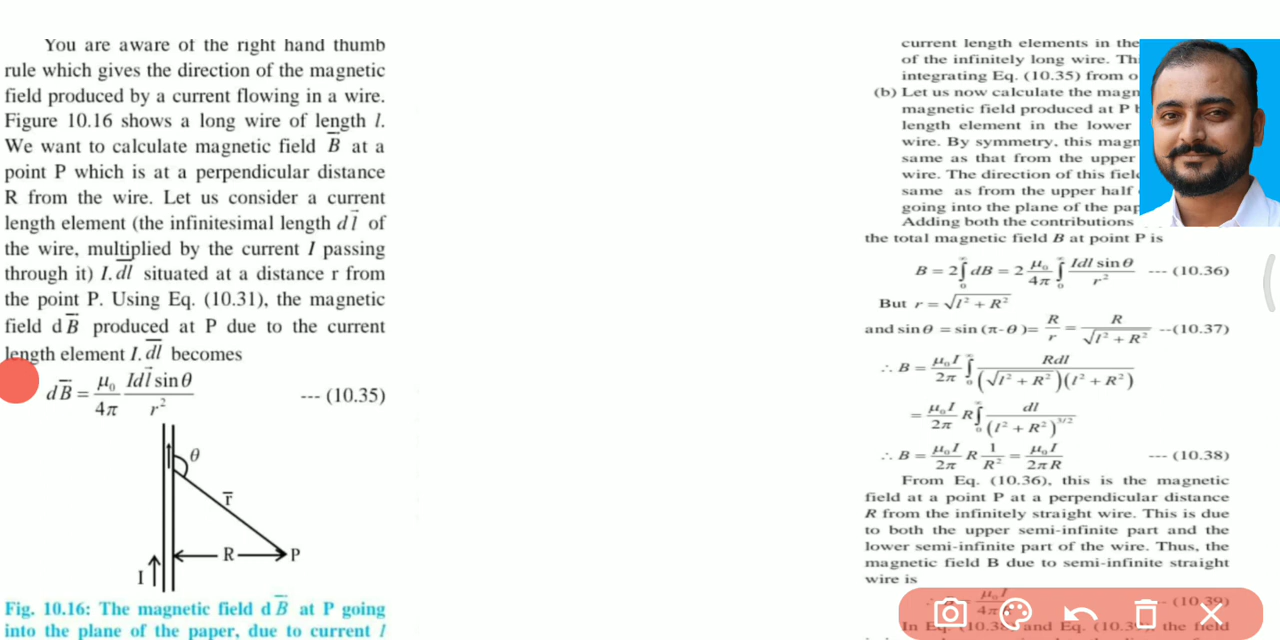 You are aware of the right hand thumb
rule which gives the direction of the magnetic
field produced by a current flowing in a wire.
Figure 10.16 shows a long wire of length l.
We want to calculate magnetic field B̅ at a
point P which is at a perpendicular distance
R from the wire. Let us consider a current
length element (the infinitesimal length dl̅ of
the wire, multiplied by the current I passing
through it) I.d̅l̅ situated at a distance r from
the point P. Using Eq. (10.31), the magnetic
field dB̅ produced at P due to the current
length element I.d̅l̅ becomes
dB̅ = μ₀/4π Idl̅ sinθ/r² --- (10.35)
θ
r̅
R P
I
Fig. 10.16: The magnetic field dB̅ at P going
into the plane of the paper, due to current I
current length elements in the
of the infinitely long wire.
integrating Eq. (10.35) from
(b) Let us now calculate the
magnetic field produced at P
length element in the lower
wire. By symmetry, this
same as that from the upper
wire. The direction of this
same as from the upper half
going into the plane of the
Adding both the contributions
the total magnetic field B at point P is
B = 2∫₀^∞ dB = 2 μ₀/4π ∫₀^∞ Idl sinθ/r² --- (10.36)
But r = √(l² + R²)
and sinθ = sin (π-θ) = R/r = R/√(l² + R²) --(10.37)
∴ B = μ₀I/2π ∫₀^∞ Rdl/(√(l² + R²))(l² + R²)
= μ₀I/2π R∫₀^∞ dl/(l² + R²)^3/2
∴ B = μ₀I/2π R 1/R² = μ₀I/2πR --- (10.38)
From Eq. (10.36), this is the magnetic
field at a point P at a perpendicular distance
R from the infinitely straight wire. This is due
to both the upper semi-infinite part and the
lower semi-infinite part of the wire. Thus, the
magnetic field B due to semi-infinite straight
wire is
μ₀I (10.39)
In and Eq. the field